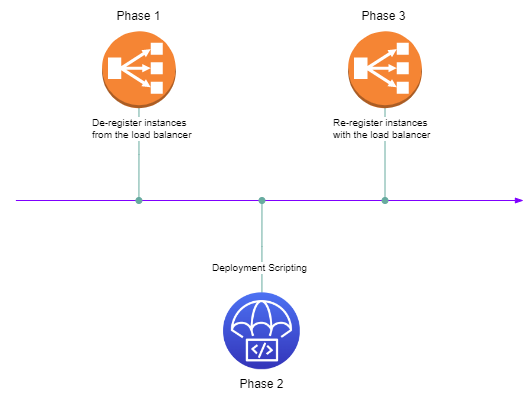 Phase 1
De-register instances
from the load balancer
Phase 3
Re-register instances
with the load balancer
Deployment Scripting
</>
Phase 2